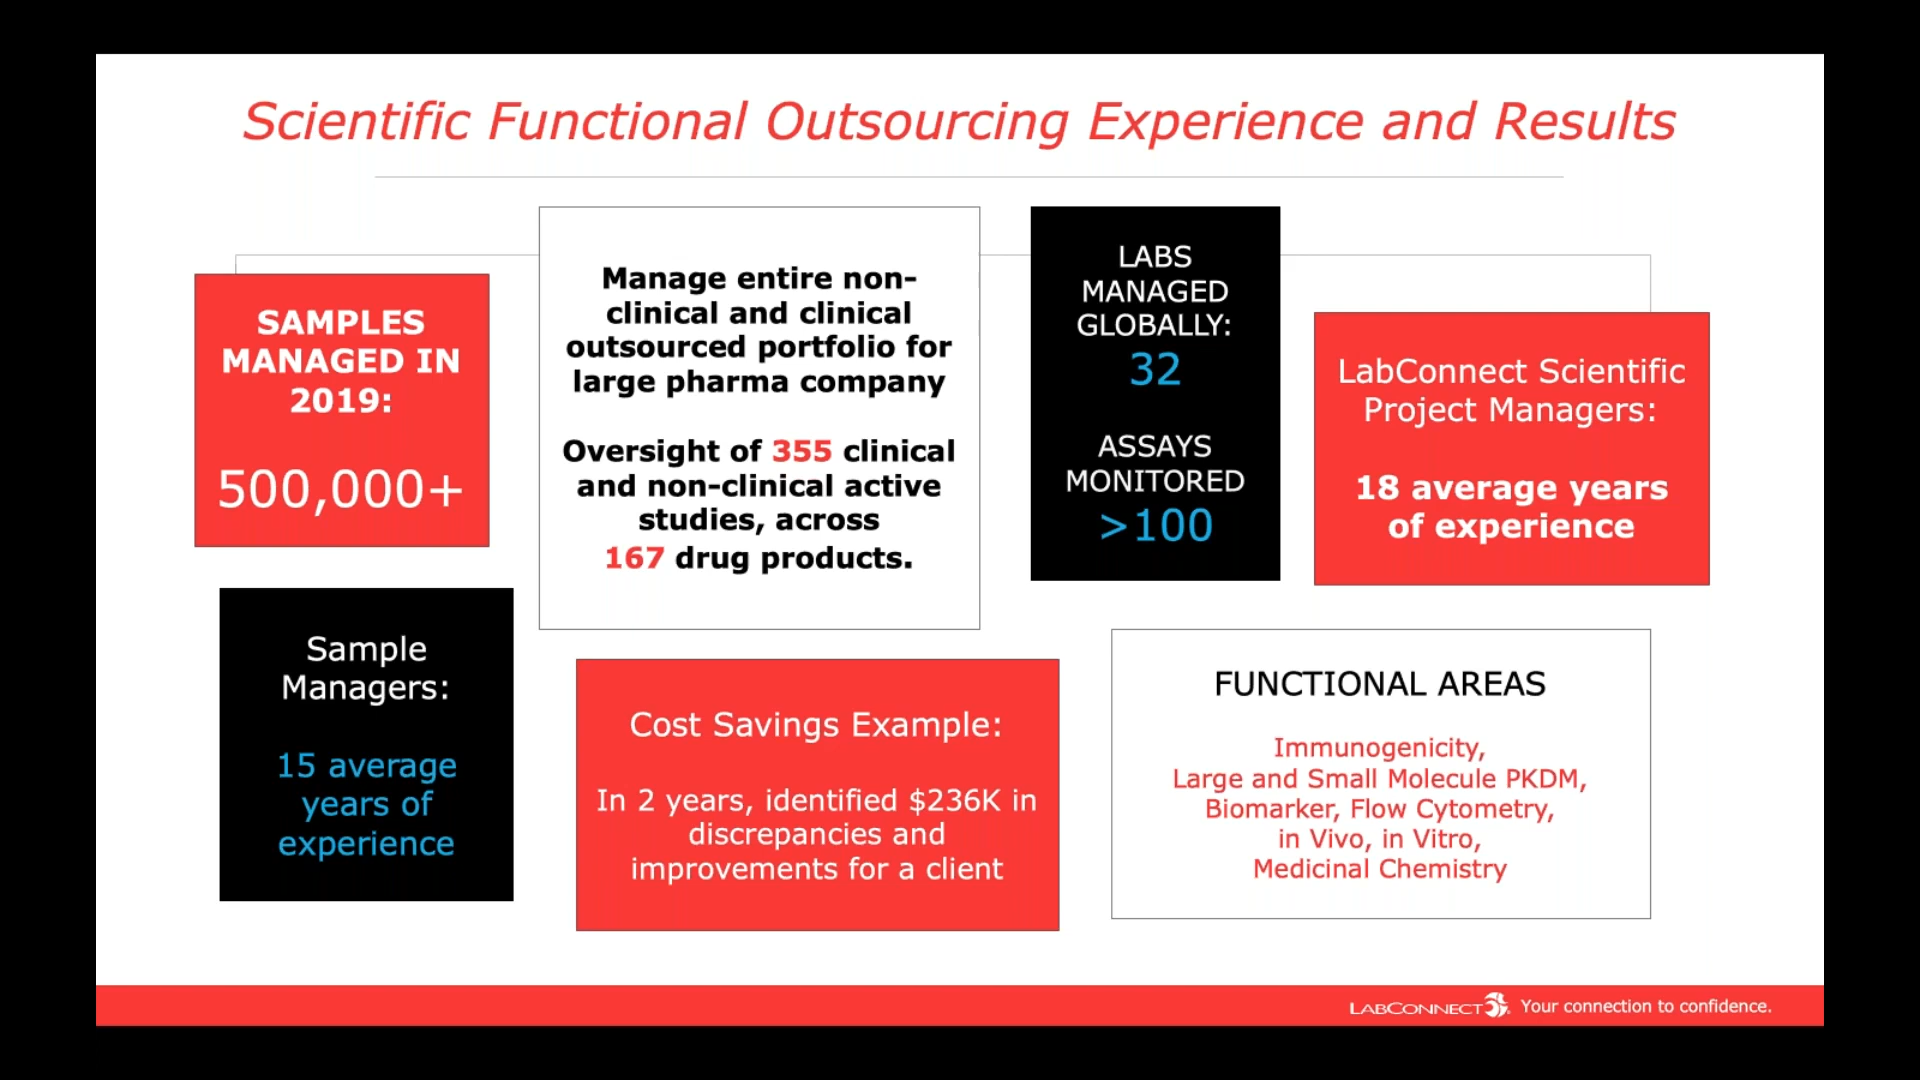 Scientific Functional Outsourcing Experience and Results
SAMPLES
MANAGED IN
2019:
500,000+
Manage entire non-
clinical and clinical
outsourced portfolio for
large pharma company
Oversight of 355 clinical
and non-clinical active
studies, across
167 drug products.
LABS
MANAGED
GLOBALLY:
32
ASSAYS
MONITORED
>100
LabConnect Scientific
Project Managers:
18 average years
of experience
Sample
Managers:
15 average
years of
experience
Cost Savings Example:
In 2 years, identified $236K in
discrepancies and
improvements for a client
FUNCTIONAL AREAS
Immunogenicity,
Large and Small Molecule PKDM,
Biomarker, Flow Cytometry,
in Vivo, in Vitro,
Medicinal Chemistry
LABCONNECT Your connection to confidence.